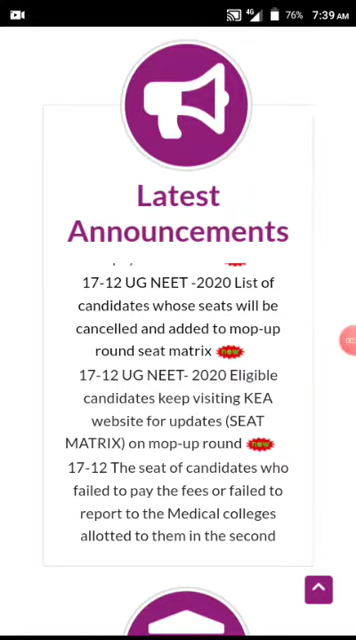 4G 76% 7:39 AM
Latest
Announcements
17-12 UG NEET -2020 List of
candidates whose seats will be
cancelled and added to mop-up
round seat matrix new
17-12 UG NEET- 2020 Eligible
candidates keep visiting KEA
website for updates (SEAT
MATRIX) on mop-up round new
17-12 The seat of candidates who
failed to pay the fees or failed to
report to the Medical colleges
allotted to them in the second